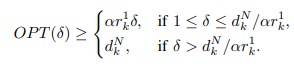 OPT(δ) ≥ { αr_k^1 δ, if 1 ≤ δ ≤ d_k^N/αr_k^1,
d_k^N, if δ > d_k^N/αr_k^1.